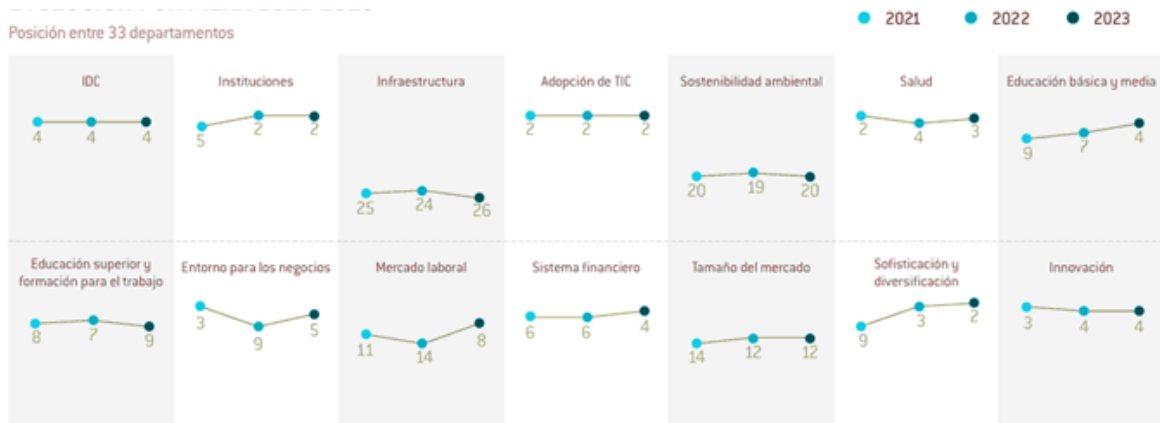 2021 2022 2023
Posición entre 33 departamentos
IDC
4 4 4
Instituciones
5 2 2
Infraestructura
25 24 26
Adopción de TIC
2 2 2
Sostenibilidad ambiental
20 19 20
Salud
2 4 3
Educación básica y media
9 7 4
Educación superior y
formación para el trabajo
8 7 9
Entorno para los negocios
3 9 5
Mercado laboral
11 14 8
Sistema financiero
6 6 4
Tamaño del mercado
14 12 12
Sofisticación y
diversificación
9 3 2
Innovación
3 4 4